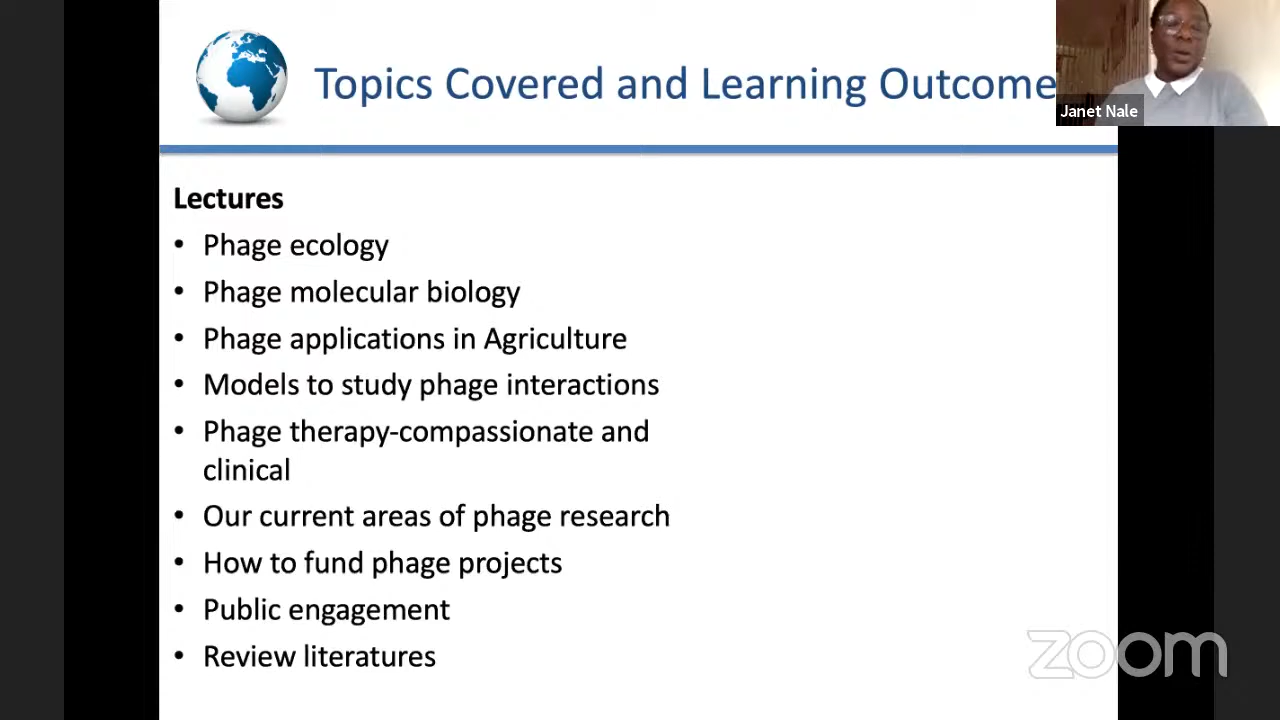 Topics Covered and Learning Outcome
Janet Nale
Lectures
• Phage ecology
• Phage molecular biology
• Phage applications in Agriculture
• Models to study phage interactions
• Phage therapy-compassionate and
clinical
• Our current areas of phage research
• How to fund phage projects
• Public engagement
• Review literatures
zoom